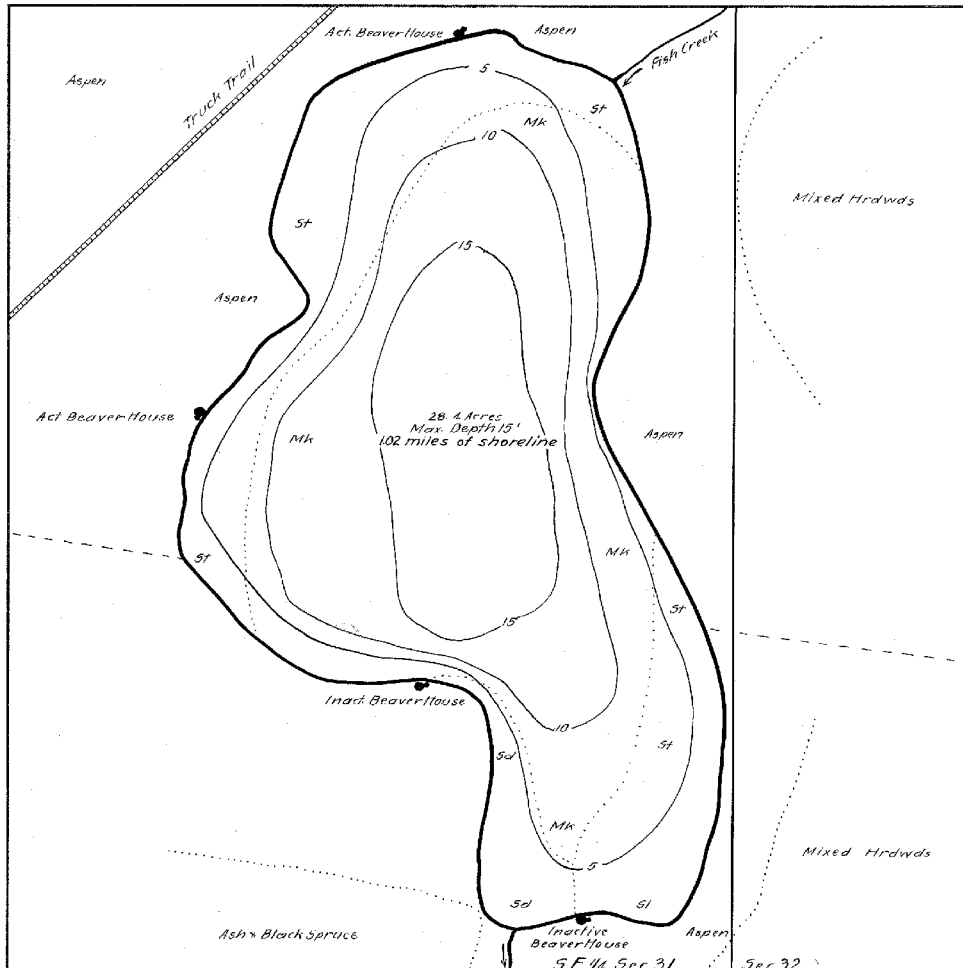 Act. Beaver House
Aspen
Fish Creek
Aspen
Truck Trail
5
St
Mk
10
Mixed Hrdwds
St
15
Aspen
Act. Beaver House
28.4 Acres
Max. Depth 15'
1.02 miles of shoreline
Mk
Aspen
Mk
St
St
15
Inact. Beaver House
10
St
Sd
Mk
Mixed Hrdwds
5
Sd
Sl
Ash & Black Spruce
Inactive
Beaver House
Aspen
S.E. 1/4 Sec. 31
Sec. 32